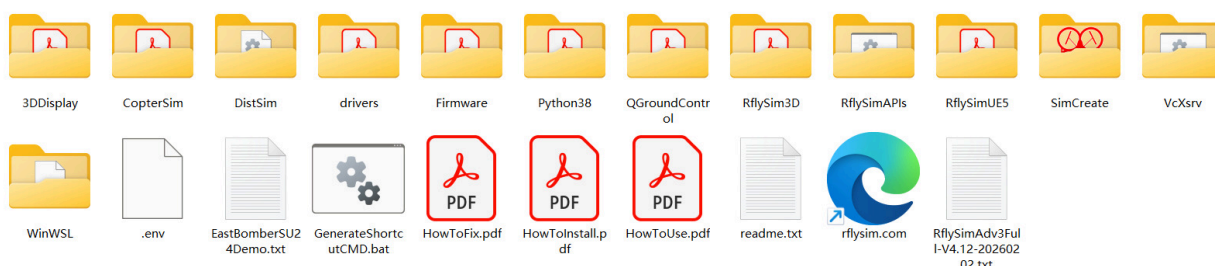 3DDisplay CopterSim DistSim drivers Firmware Python38 QGroundContr RflySim3D RflySimAPIs RflySimUE5 SimCreate VcXsrv
ol
PDF PDF PDF
WinWSL .env EastBomberSU2 GenerateShortc HowToFix.pdf HowToInstall.p HowToUse.pdf readme.txt rflysim.com RflySimAdv3Ful
4Demo.txt utCMD.bat df l-V4.12-202602
02.txt